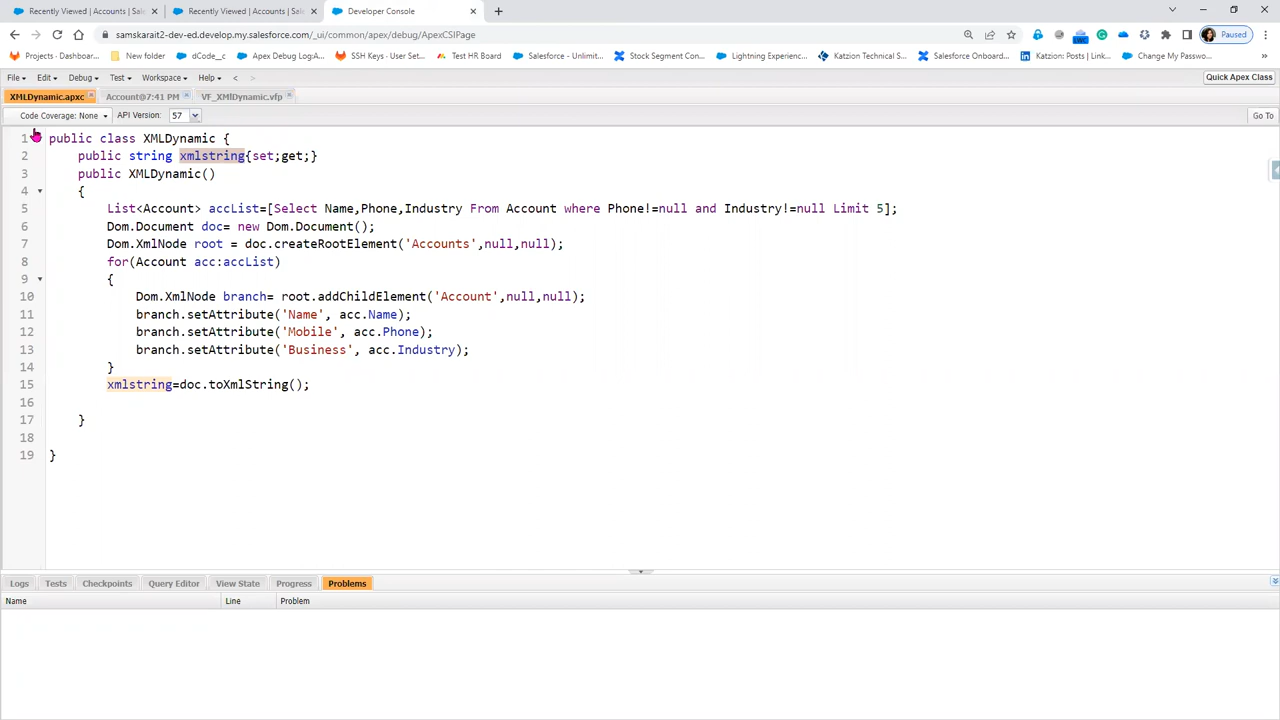 Recently Viewed | Accounts | Sale
Recently Viewed | Accounts | Sale
Developer Console
samskarait2-dev-ed.develop.my.salesforce.com/_ui/common/apex/debug/ApexCSIPage
Paused
Projects - Dashboar...
New folder
dCode_c
Apex Debug LogAna...
SSH Keys · User Set...
Test HR Board
Salesforce - Unlimit...
Stock Segment Con...
Lightning Experienc...
Katzion Technical S...
Salesforce Onboard...
Katzion: Posts | Link...
Change My Passwo...
»
File
Edit
Debug
Test
Workspace
Help
<
>
Quick Apex Class
XMLDynamic.apxc
Account@7:41 PM
VF_XMlDynamic.vfp
Code Coverage: None
API Version:
57
Go To
1 public class XMLDynamic {
2 public string xmlstring{set;get;}
3 public XMLDynamic()
4 {
5 List<Account> accList=[Select Name,Phone,Industry From Account where Phone!=null and Industry!=null Limit 5];
6 Dom.Document doc= new Dom.Document();
7 Dom.XmlNode root = doc.createRootElement('Accounts',null,null);
8 for(Account acc:accList)
9 {
10 Dom.XmlNode branch= root.addChildElement('Account',null,null);
11 branch.setAttribute('Name', acc.Name);
12 branch.setAttribute('Mobile', acc.Phone);
13 branch.setAttribute('Business', acc.Industry);
14 }
15 xmlstring=doc.toXmlString();
16
17 }
18
19 }
Logs
Tests
Checkpoints
Query Editor
View State
Progress
Problems
Name
Line
Problem